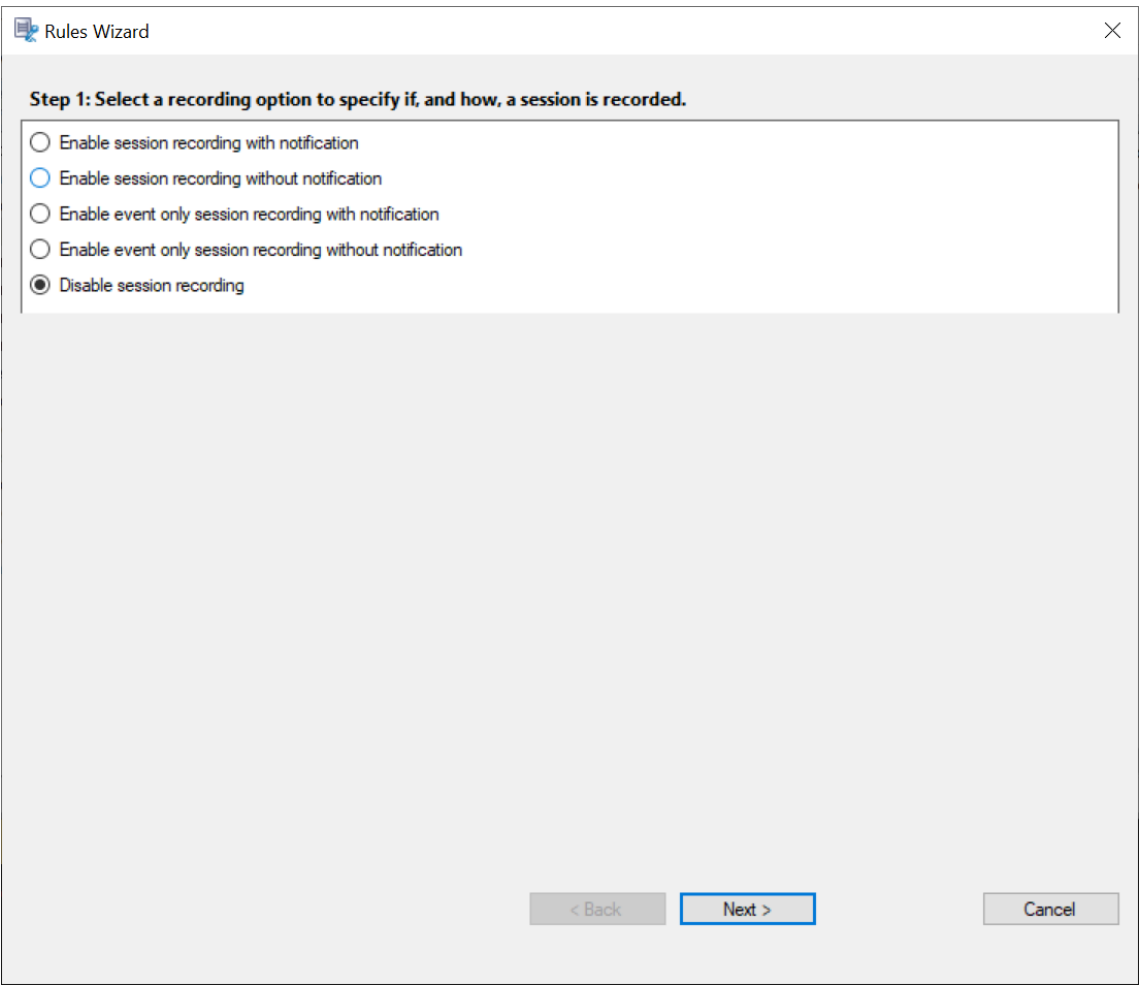 Rules Wizard
Step 1: Select a recording option to specify if, and how, a session is recorded.
Enable session recording with notification
Enable session recording without notification
Enable event only session recording with notification
Enable event only session recording without notification
Disable session recording
< Back
Next >
Cancel